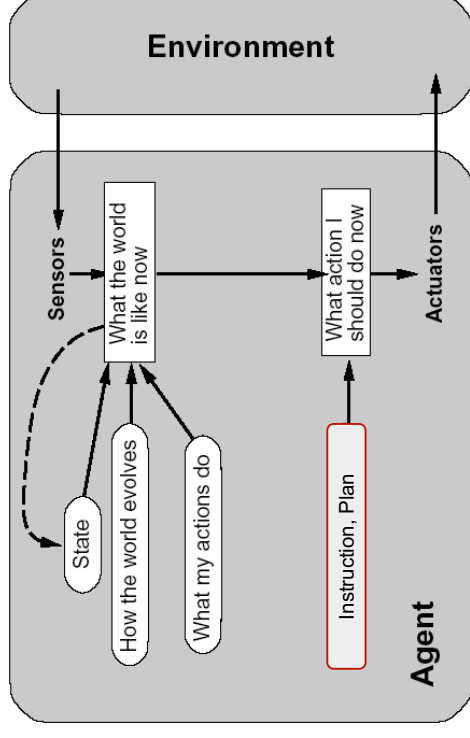 Environment
Sensors
What the world
is like now
State
How the world evolves
What my actions do
What action I
should do now
Instruction, Plan
Actuators
Agent